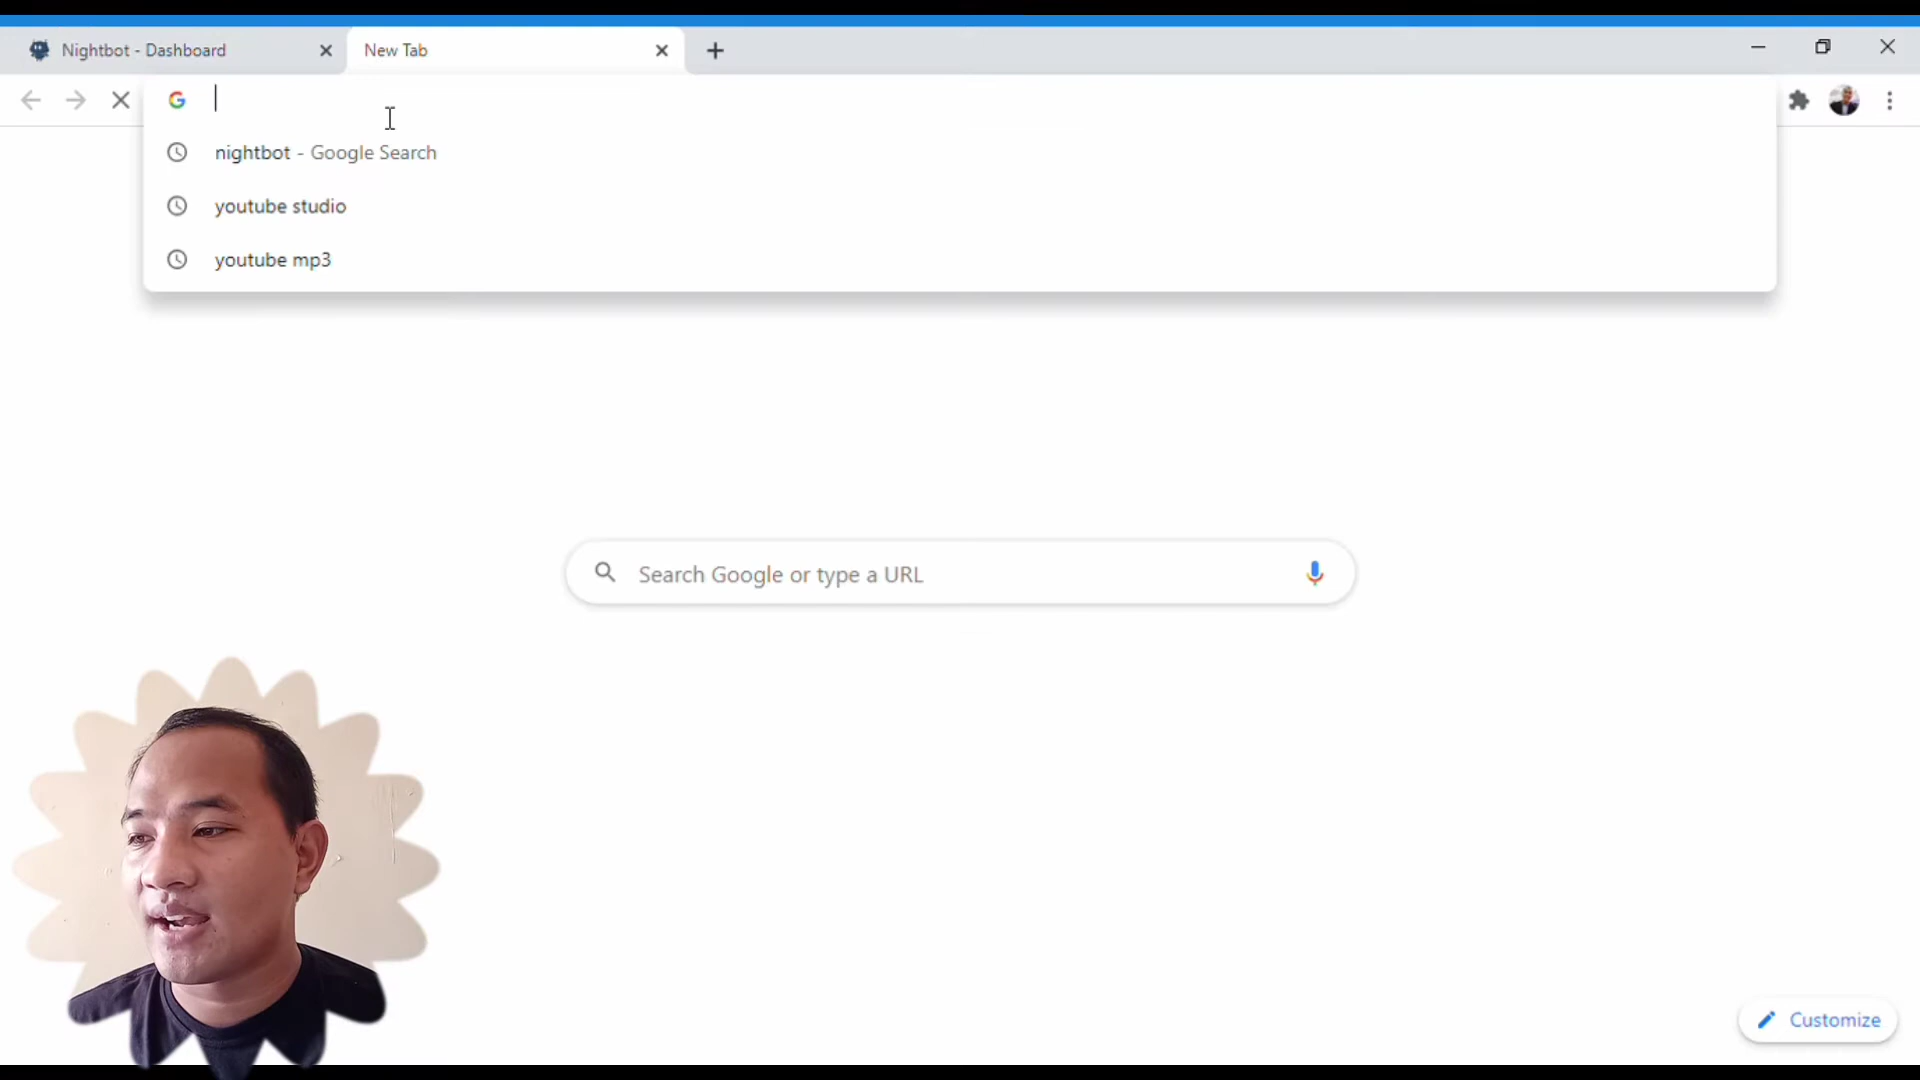 Nightbot - Dashboard
New Tab
nightbot - Google Search
youtube studio
youtube mp3
Search Google or type a URL
Customize